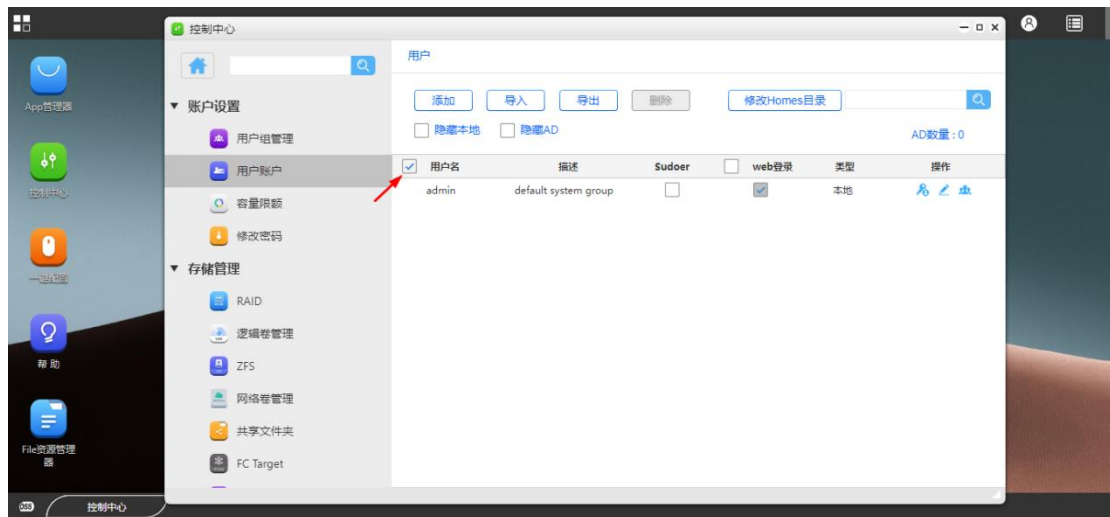 控制中心
用户
App管理器
控制中心
一键配置
帮 助
File资源管理
器
账户设置
用户组管理
用户账户
容量限额
修改密码
存储管理
RAID
逻辑卷管理
ZFS
网络卷管理
共享文件夹
FC Target
添加 导入 导出 删除 修改Homes目录
隐藏本地 隐藏AD AD数量 : 0
用户名 描述 Sudoer web登录 类型 操作
admin default system group 本地
DSS 控制中心